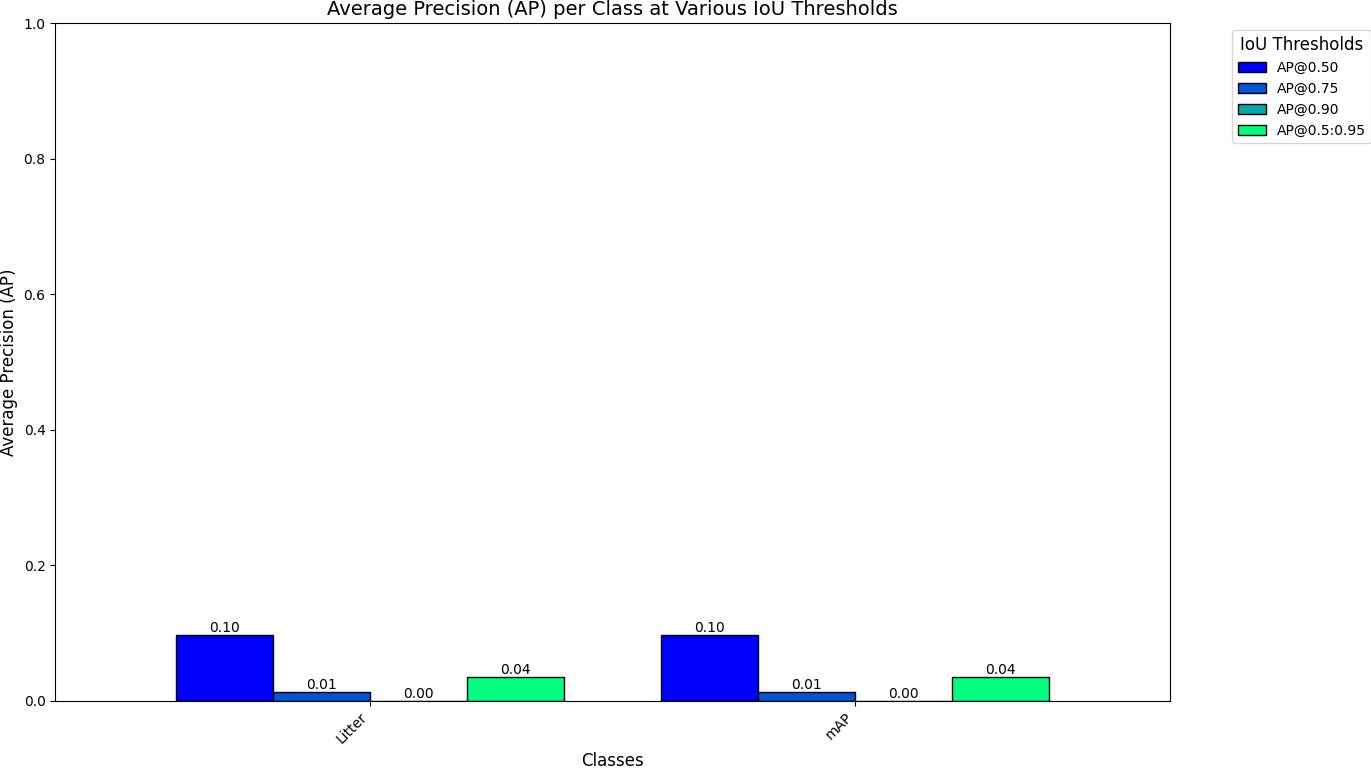 Average Precision (AP) per Class at Various IoU Thresholds
1.0
0.8
0.6
0.4
0.2
0.0
Average Precision (AP)
0.10
0.01
0.00
0.04
0.10
0.01
0.00
0.04
Litter
mAP
Classes
IoU Thresholds
AP@0.50
AP@0.75
AP@0.90
AP@0.5:0.95